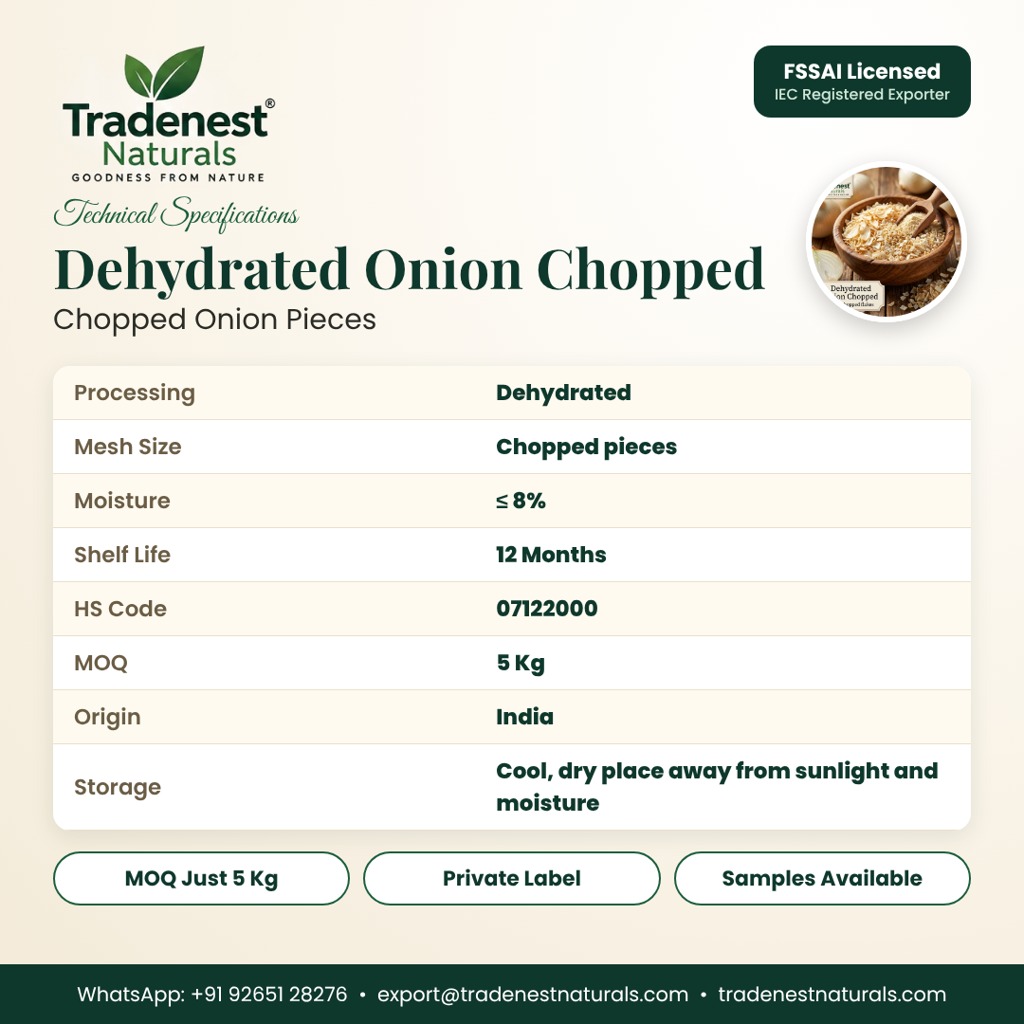 Tradenest®
Naturals
GOODNESS FROM NATURE
FSSAI Licensed
IEC Registered Exporter
Technical Specifications
Dehydrated Onion Chopped
Chopped Onion Pieces
Dehydrated
Chopped
Processing Dehydrated
Mesh Size Chopped pieces
Moisture ≤ 8%
Shelf Life 12 Months
HS Code 07122000
MOQ 5 Kg
Origin India
Storage Cool, dry place away from sunlight and
moisture
MOQ Just 5 Kg
Private Label
Samples Available
WhatsApp: +91 92651 28276 • export@tradenestnaturals.com • tradenestnaturals.com